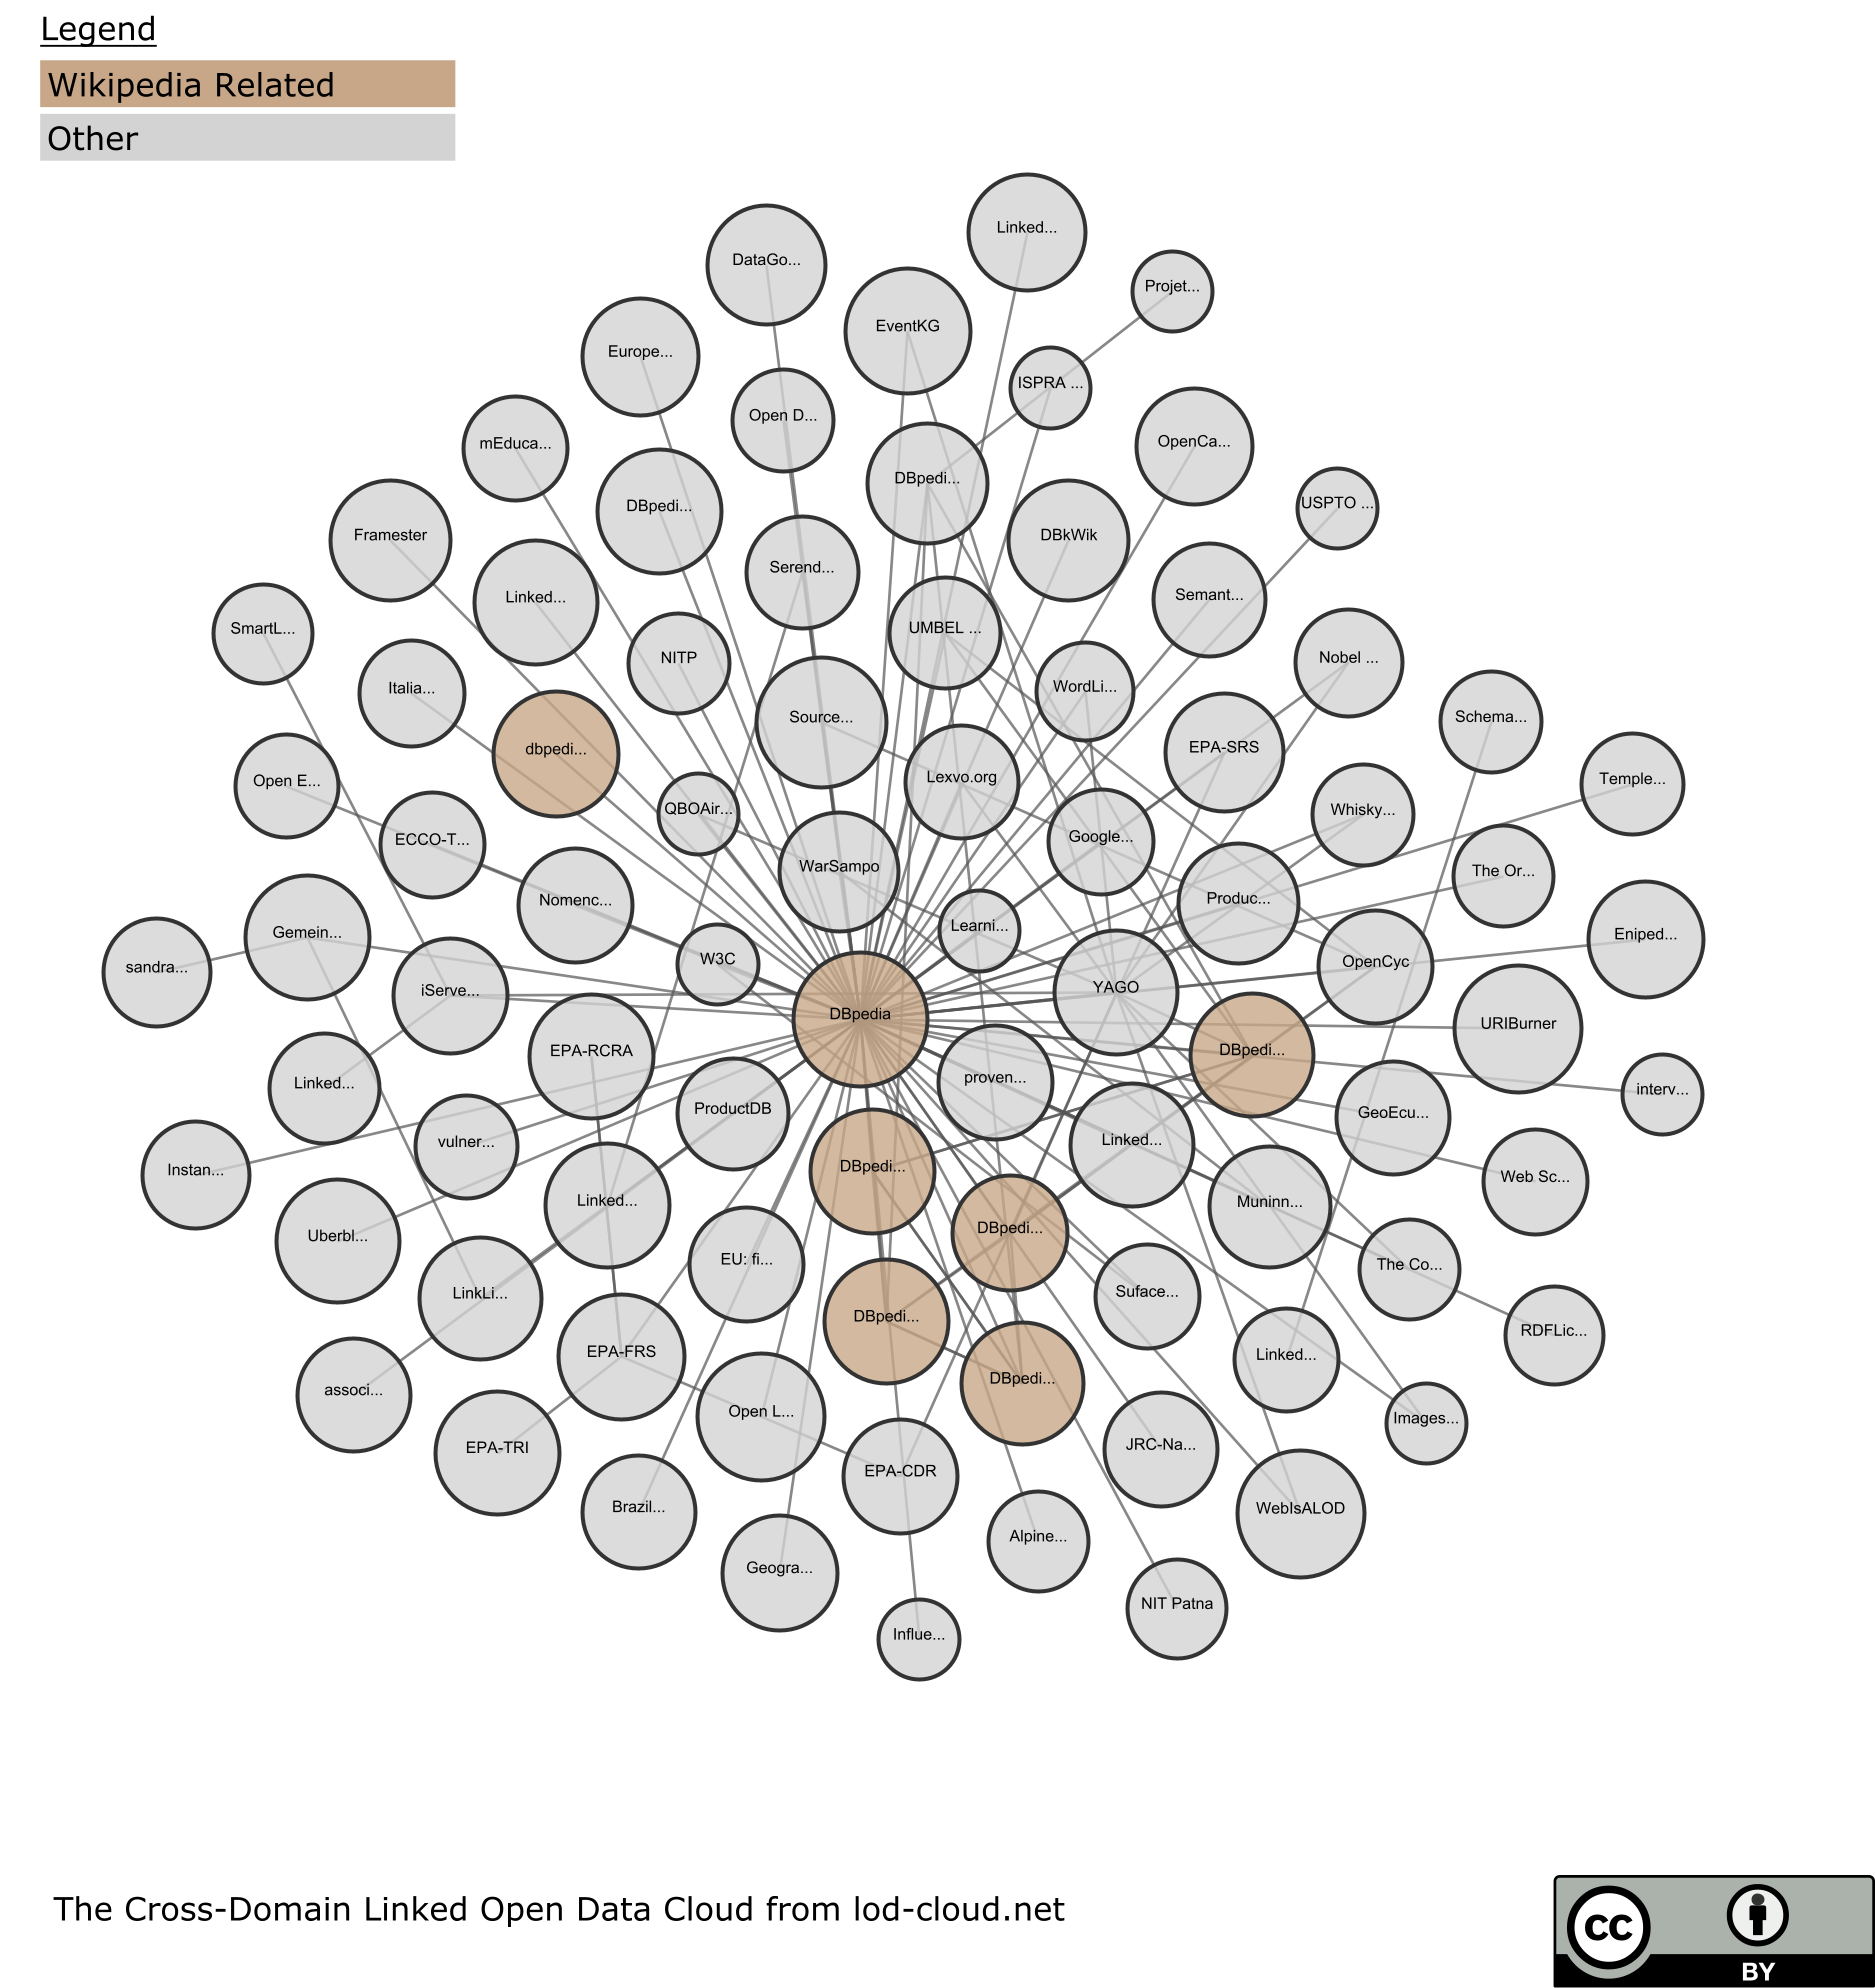 Legend
Wikipedia Related
Other
Linked...
DataGo...
Projet...
EventKG
Europe...
ISPRA ...
Open D...
OpenCa...
mEduca...
DBpedi...
USPTO ...
DBpedi...
Framester
DBkWik
Serend...
Semant...
Linked...
SmartL...
UMBEL ...
NITP
Nobel ...
WordLi...
Italia...
Source...
Schema...
EPA-SRS
dbpedi...
Lexvo.org
Temple...
Open E...
QBOAir...
Whisky...
Google...
ECCO-T...
WarSampo
The Or...
Nomenc...
Produc...
Learni...
Gemein...
Eniped...
W3C
OpenCyc
sandra...
iServe...
YAGO
DBpedia
URIBurner
EPA-RCRA
DBpedi...
proven...
Linked...
interv...
ProductDB
GeoEcu...
vulner...
Linked...
DBpedi...
Instan...
Web Sc...
Linked...
Muninn...
DBpedi...
Uberbl...
EU: fi...
The Co...
LinkLi...
Suface...
DBpedi...
RDFLic...
EPA-FRS
Linked...
DBpedi...
associ...
Open L...
Images...
EPA-TRI
JRC-Na...
EPA-CDR
Brazil...
WebIsALOD
Alpine...
Geogra...
NIT Patna
Influe...
The Cross-Domain Linked Open Data Cloud from lod-cloud.net
cc
BY